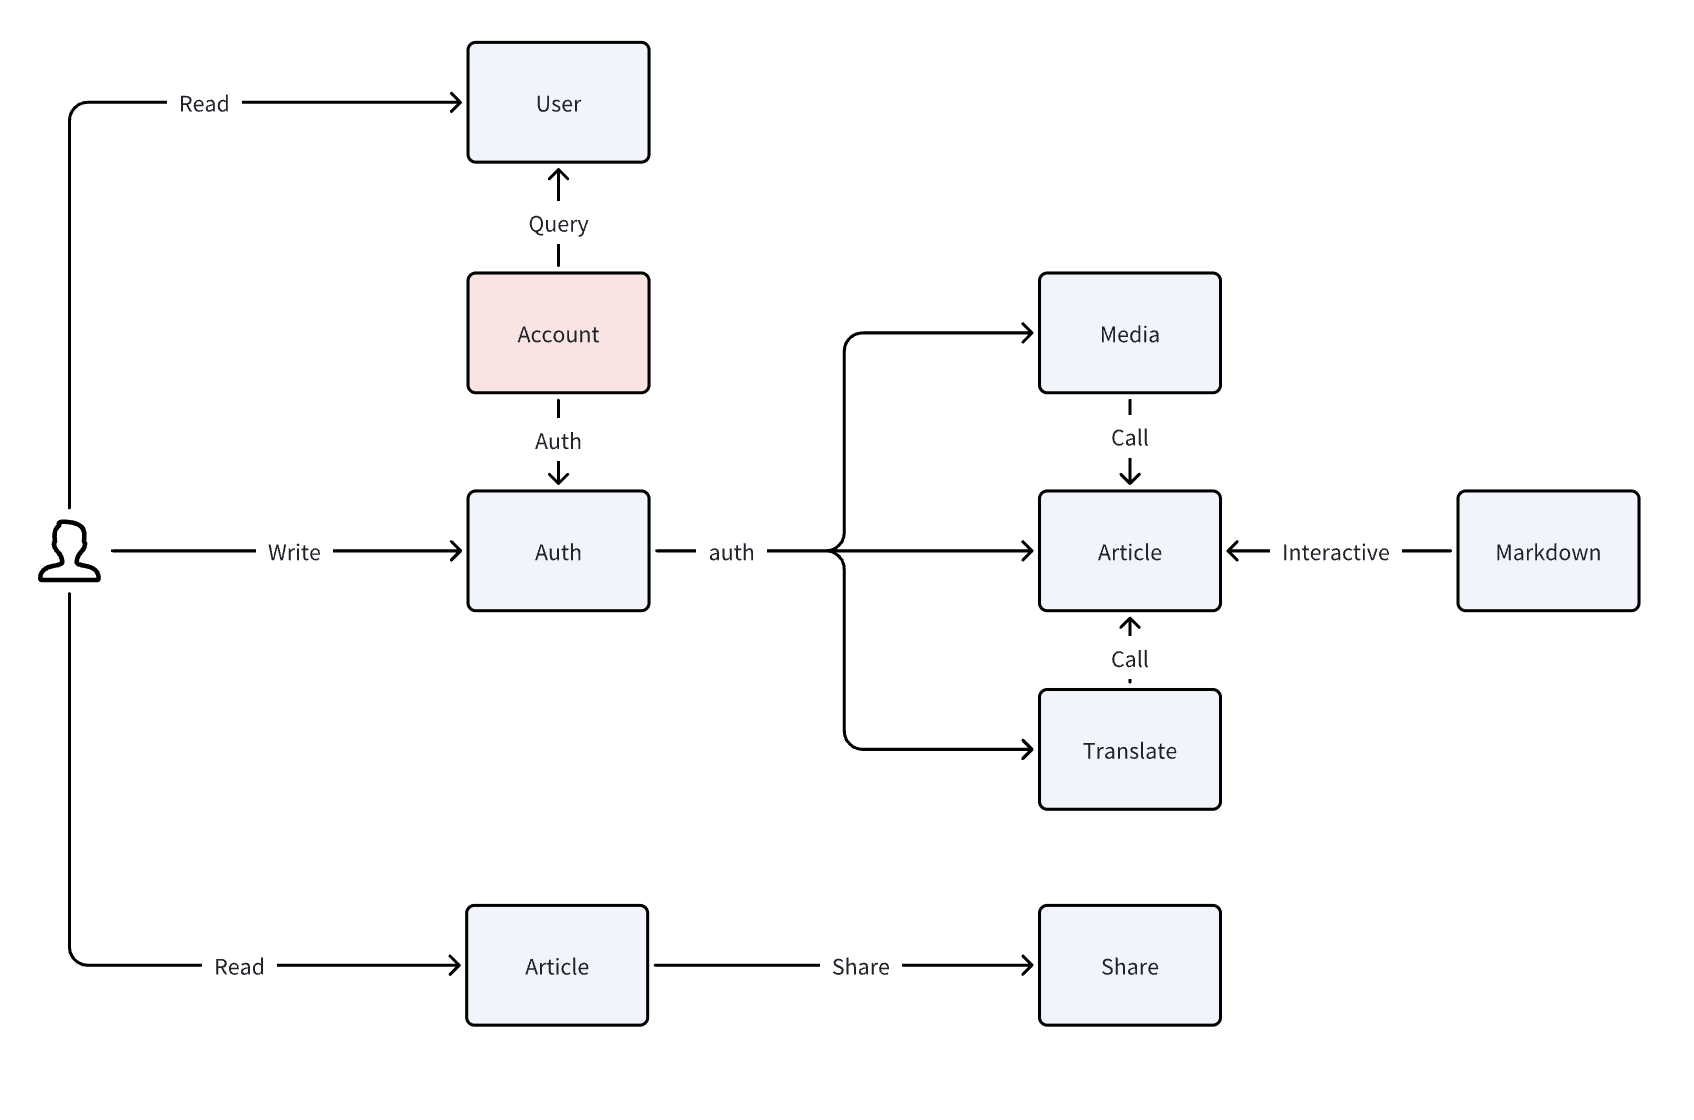 Read
User
Query
Account
Media
Auth
Call
Write
Auth
auth
Article
Interactive
Markdown
Call
Translate
Read
Article
Share
Share